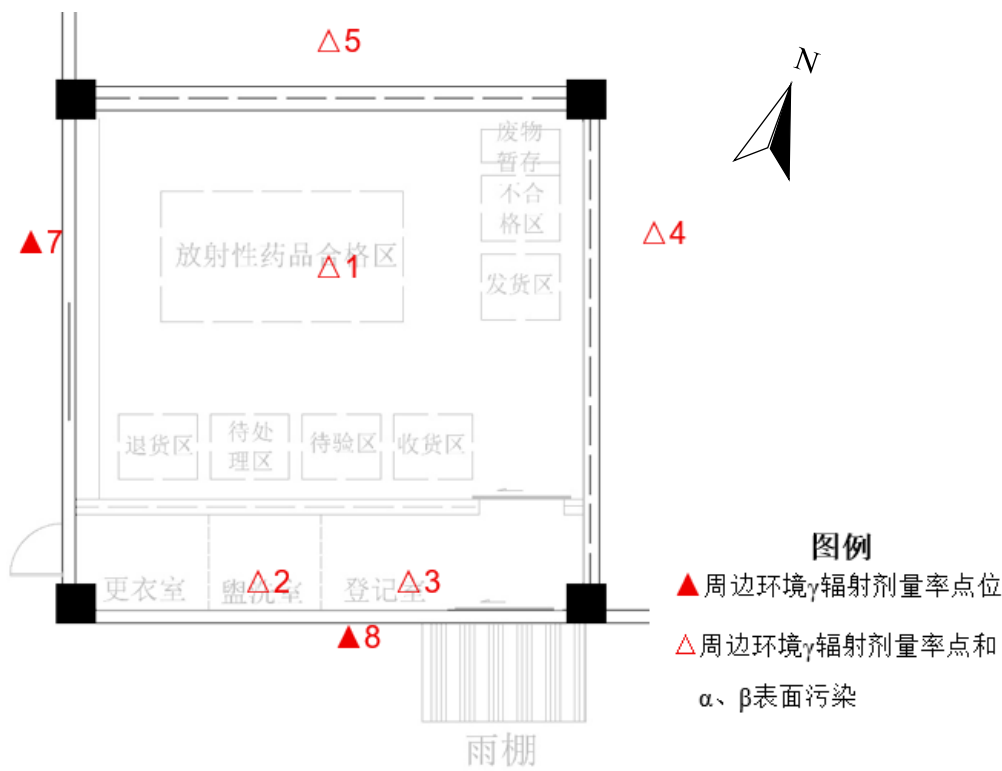 △5
N
废物
暂存
不合
格区
▲7
△4
放射性药品合格区
△1
发货区
退货区
待处
理区
待验区
收货区
更衣室
盥洗室
△2
登记室
△3
▲8
雨棚
图例
▲周边环境γ辐射剂量率点位
△周边环境γ辐射剂量率点和
α、β表面污染